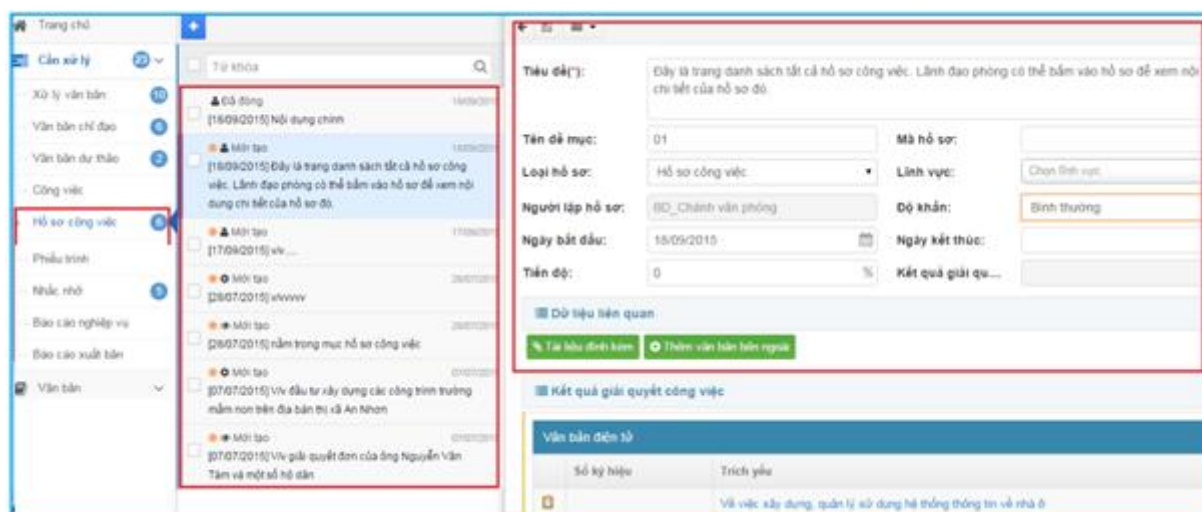 Trang chủ
Cần xử lý 23
Xử lý văn bản 10
Văn bản chỉ đạo 6
Văn bản dự thảo 2
Công việc
Hồ sơ công việc 6
Phiếu trình
Nhắc nhở 5
Báo cáo nghiệp vụ
Báo cáo xuất bản
Văn bản
Từ khóa
Đã đóng
[16/09/2015] Nội dung chính
Mới tạo
[18/09/2015] Đây là trang danh sách tất cả hồ sơ công
việc. Lãnh đạo phòng có thể bấm vào hồ sơ để xem nội
dung chi tiết của hồ sơ đó.
Mới tạo
[17/09/2015] v/v....
Mới tạo
[28/07/2015]
Mới tạo
[28/07/2015] nằm trong mục hồ sơ công việc
Mới tạo
[07/07/2015] V/v đầu tư xây dựng các công trình trường
mầm non trên địa bàn thị xã An Nhơn
Mới tạo
[07/07/2015] V/v giải quyết đơn của ông Nguyễn Văn
Tám và một số hộ dân
Tiêu đề(*): Đây là trang danh sách tất cả hồ sơ công việc. Lãnh đạo phòng có thể bấm vào hồ sơ để xem nội
chi tiết của hồ sơ đó.
Tên đề mục: 01 Mã hồ sơ:
Loại hồ sơ: Hồ sơ công việc Lĩnh vực: Chọn lĩnh vực
Người lập hồ sơ: BD_Chánh văn phòng Độ khẩn: Bình thường
Ngày bắt đầu: 18/09/2015 Ngày kết thúc:
Tiến độ: 0 % Kết quả giải qu...
Dữ liệu liên quan
Tài liệu đính kèm Thêm văn bản bên ngoài
Kết quả giải quyết công việc
Văn bản điện tử
Số ký hiệu Trích yếu
Về việc xây dựng, quản lý sử dụng hệ thống thông tin về nhà ở